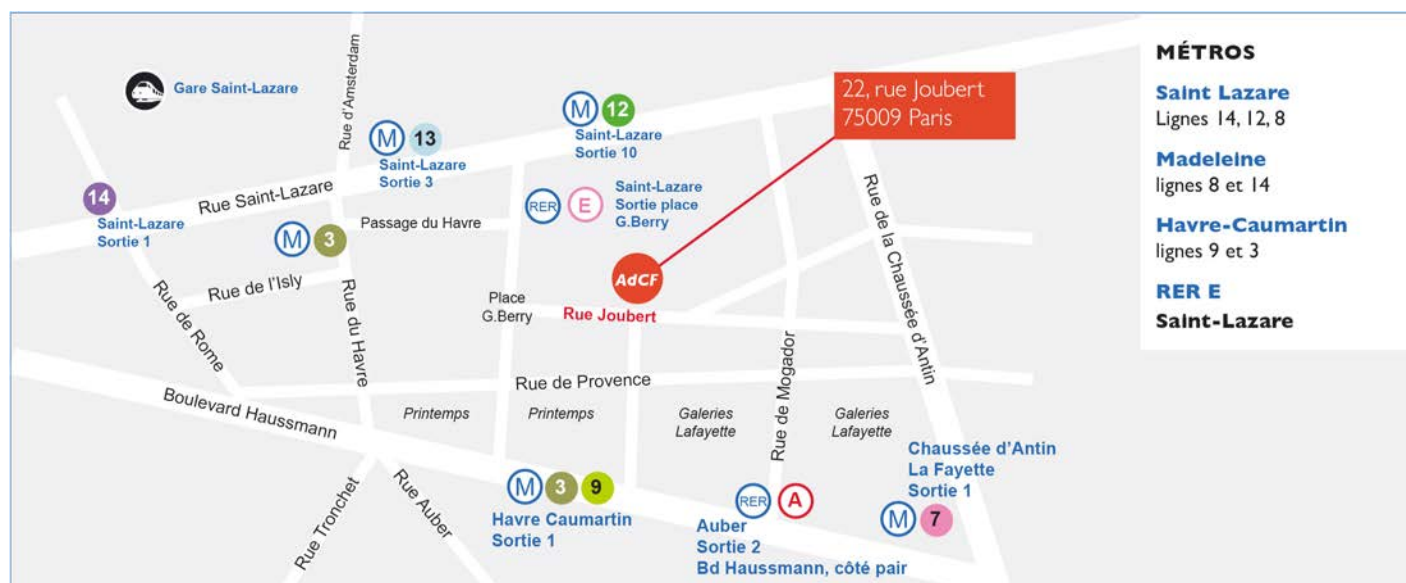 Gare Saint-Lazare
Rue d'Amsterdam
M 13
Saint-Lazare
Sortie 3
M 12
Saint-Lazare
Sortie 10
22, rue Joubert
75009 Paris
14
Saint-Lazare
Sortie 1
Rue Saint-Lazare
M 3
Passage du Havre
RER E
Saint-Lazare
Sortie place
G.Berry
Rue de l'Isly
Rue de Rome
Rue du Havre
Place
G.Berry
AdCF
Rue Joubert
Rue de Mogador
Rue de la Chaussée d'Antin
Rue de Provence
Boulevard Haussmann
Printemps
Printemps
Galeries
Lafayette
Galeries
Lafayette
Rue Tronchet
Rue Auber
M 3 9
Havre Caumartin
Sortie 1
RER A
Auber
Sortie 2
Bd Haussmann, côté pair
Chaussée d'Antin
La Fayette
Sortie 1
M 7
MÉTROS
Saint Lazare
Lignes 14, 12, 8
Madeleine
lignes 8 et 14
Havre-Caumartin
lignes 9 et 3
RER E
Saint-Lazare